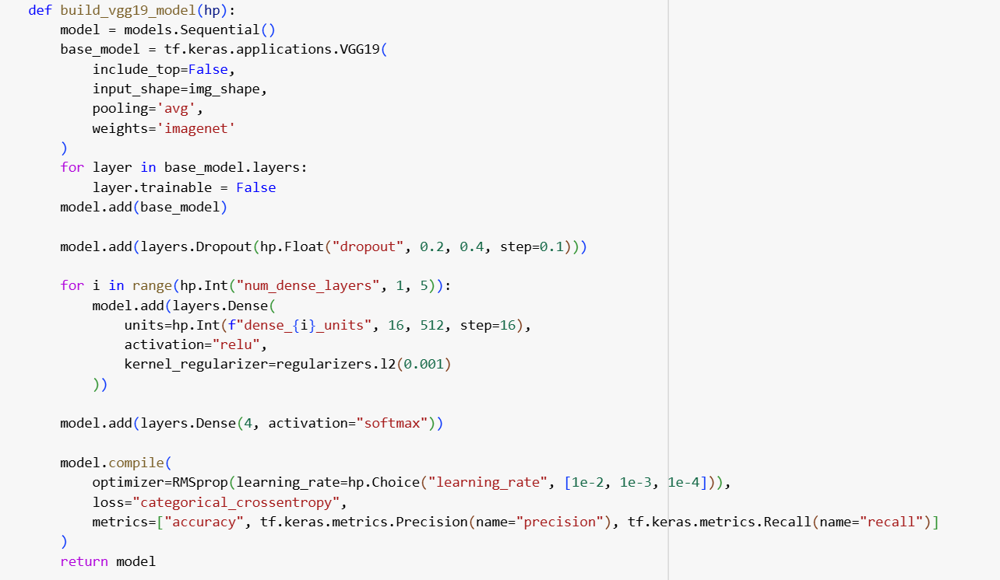 def build_vgg19_model(hp):
    model = models.Sequential()
    base_model = tf.keras.applications.VGG19(
        include_top=False,
        input_shape=img_shape,
        pooling='avg',
        weights='imagenet'
    )
    for layer in base_model.layers:
        layer.trainable = False
    model.add(base_model)

    model.add(layers.Dropout(hp.Float("dropout", 0.2, 0.4, step=0.1)))

    for i in range(hp.Int("num_dense_layers", 1, 5)):
        model.add(layers.Dense(
            units=hp.Int(f"dense_{i}_units", 16, 512, step=16),
            activation="relu",
            kernel_regularizer=regularizers.l2(0.001)
        ))

    model.add(layers.Dense(4, activation="softmax"))

    model.compile(
        optimizer=RMSprop(learning_rate=hp.Choice("learning_rate", [1e-2, 1e-3, 1e-4])),
        loss="categorical_crossentropy",
        metrics=["accuracy", tf.keras.metrics.Precision(name="precision"), tf.keras.metrics.Recall(name="recall")]
    )
    return model